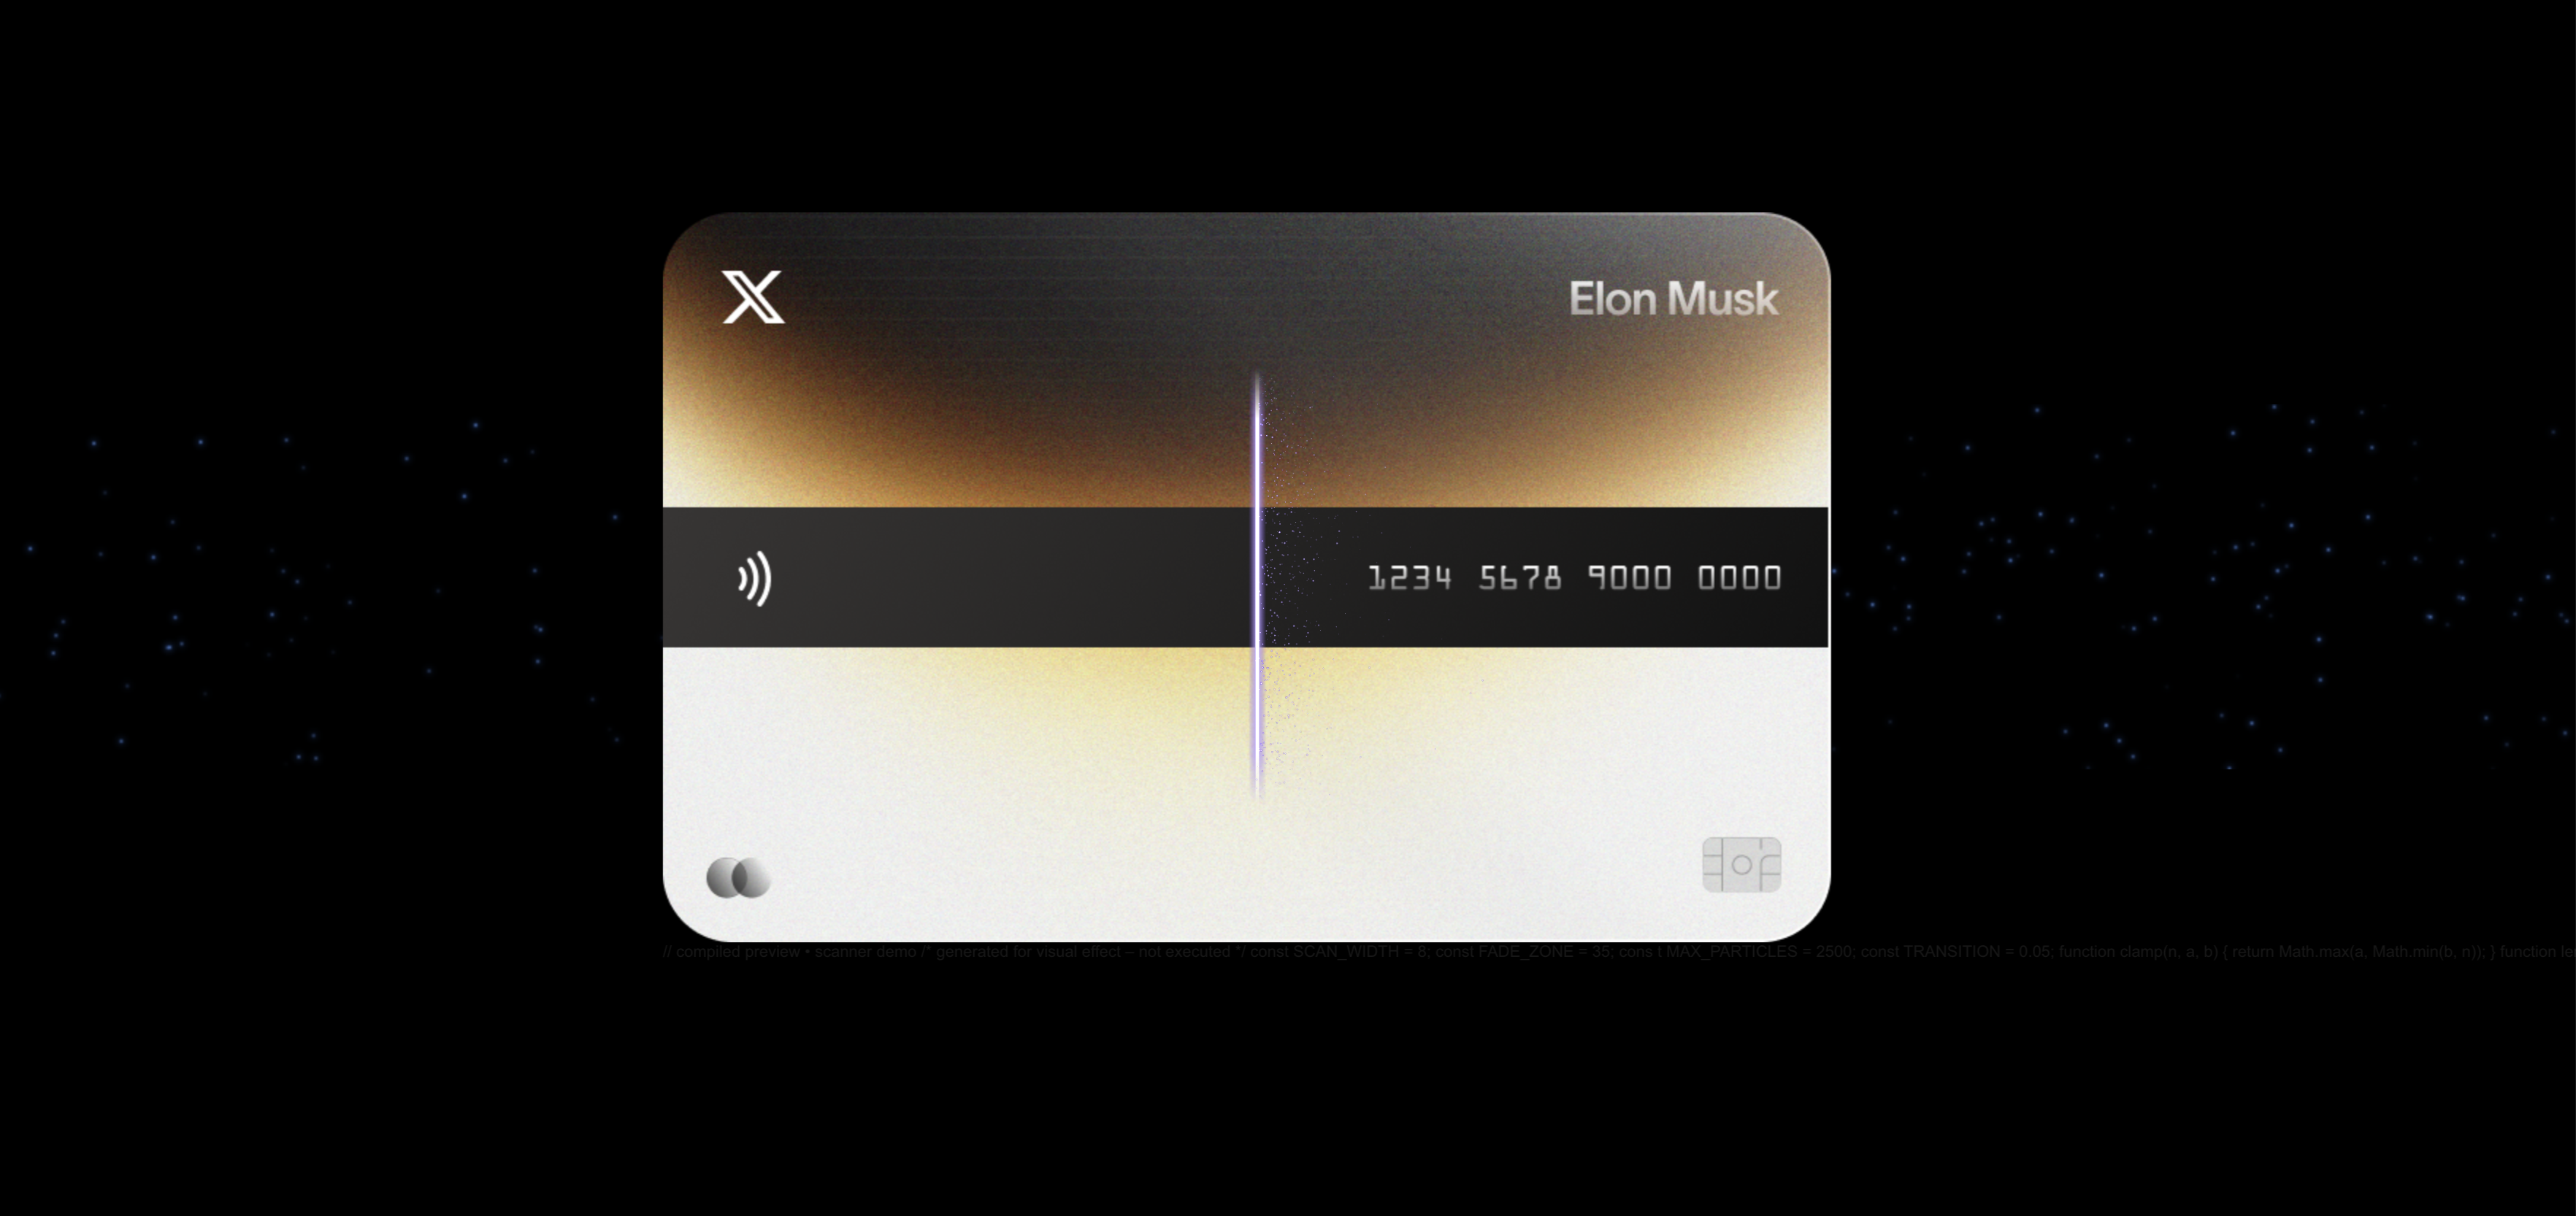 X
Elon Musk
1234 5678 9000 0000
// compiled preview • scanner demo /* generated for visual effect – not executed */ const SCAN_WIDTH = 8; const FADE_ZONE = 35; cons t MAX_PARTICLES = 2500; const TRANSITION = 0.05; function clamp(n, a, b) { return Math.max(a, Math.min(b, n)); } function